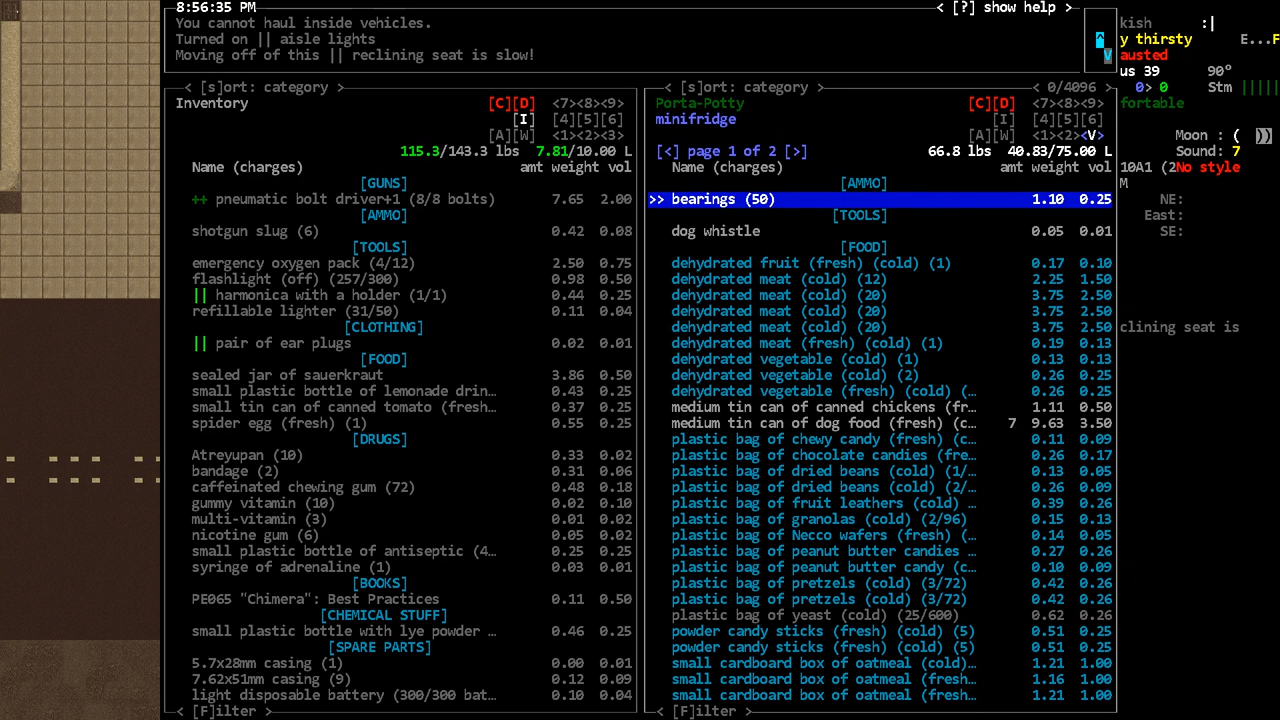 8:56:35 PM < [?] show help >
You cannot haul inside vehicles.
Turned on || aisle lights
Moving off of this || reclining seat is slow!
kish :|
y thirsty E...F
austed
us 39 90°
0> 0 Stm |||||
fortable
Moon : ( ))
Sound: 7
10A1 (2No style
M
NE:
East:
SE:
clining seat is
< [s]ort: category >
Inventory [C][D] <7><8><9>
[I] [4][5][6]
[A][W] <1><2><3>
115.3/143.3 lbs 7.81/10.00 L
Name (charges) amt weight vol
[GUNS]
++ pneumatic bolt driver+1 (8/8 bolts) 7.65 2.00
[AMMO]
shotgun slug (6) 0.42 0.08
[TOOLS]
emergency oxygen pack (4/12) 2.50 0.75
flashlight (off) (257/300) 0.98 0.50
|| harmonica with a holder (1/1) 0.44 0.25
refillable lighter (31/50) 0.11 0.04
[CLOTHING]
|| pair of ear plugs 0.02 0.01
[FOOD]
sealed jar of sauerkraut 3.86 0.50
small plastic bottle of lemonade drin… 0.43 0.25
small tin can of canned tomato (fresh… 0.37 0.25
spider egg (fresh) (1) 0.55 0.25
[DRUGS]
Atreyupan (10) 0.33 0.02
bandage (2) 0.31 0.06
caffeinated chewing gum (72) 0.48 0.18
gummy vitamin (10) 0.02 0.10
multi-vitamin (3) 0.01 0.02
nicotine gum (6) 0.05 0.02
small plastic bottle of antiseptic (4… 0.25 0.25
syringe of adrenaline (1) 0.03 0.01
[BOOKS]
PE065 "Chimera": Best Practices 0.11 0.50
[CHEMICAL STUFF]
small plastic bottle with lye powder … 0.46 0.25
[SPARE PARTS]
5.7x28mm casing (1) 0.00 0.01
7.62x51mm casing (9) 0.12 0.09
light disposable battery (300/300 bat… 0.10 0.04
< [F]ilter >
< [s]ort: category > < 0/4096 >
Porta-Potty [C][D] <7><8><9>
minifridge [I] [4][5][6]
[A][W] <1><2><V>
[<] page 1 of 2 [>] 66.8 lbs 40.83/75.00 L
Name (charges) amt weight vol
[AMMO]
>> bearings (50) 1.10 0.25
[TOOLS]
dog whistle 0.05 0.01
[FOOD]
dehydrated fruit (fresh) (cold) (1) 0.17 0.10
dehydrated meat (cold) (12) 2.25 1.50
dehydrated meat (cold) (20) 3.75 2.50
dehydrated meat (cold) (20) 3.75 2.50
dehydrated meat (cold) (20) 3.75 2.50
dehydrated meat (fresh) (cold) (1) 0.19 0.13
dehydrated vegetable (cold) (1) 0.13 0.13
dehydrated vegetable (cold) (2) 0.26 0.25
dehydrated vegetable (fresh) (cold) (… 0.26 0.25
medium tin can of canned chickens (fr… 1.11 0.50
medium tin can of dog food (fresh) (c… 7 9.63 3.50
plastic bag of chewy candy (fresh) (c… 0.11 0.09
plastic bag of chocolate candies (fre… 0.26 0.17
plastic bag of dried beans (cold) (1/… 0.13 0.05
plastic bag of dried beans (cold) (2/… 0.26 0.09
plastic bag of fruit leathers (cold) … 0.39 0.26
plastic bag of granolas (cold) (2/96) 0.15 0.13
plastic bag of Necco wafers (fresh) (… 0.14 0.05
plastic bag of peanut butter candies … 0.27 0.26
plastic bag of peanut butter candy (c… 0.10 0.09
plastic bag of pretzels (cold) (3/72) 0.42 0.26
plastic bag of pretzels (cold) (3/72) 0.42 0.26
plastic bag of yeast (cold) (25/600) 0.62 0.26
powder candy sticks (fresh) (cold) (5) 0.51 0.25
powder candy sticks (fresh) (cold) (5) 0.51 0.25
small cardboard box of oatmeal (cold)… 1.21 1.00
small cardboard box of oatmeal (fresh… 1.16 1.00
small cardboard box of oatmeal (fresh… 1.21 1.00
< [F]ilter >